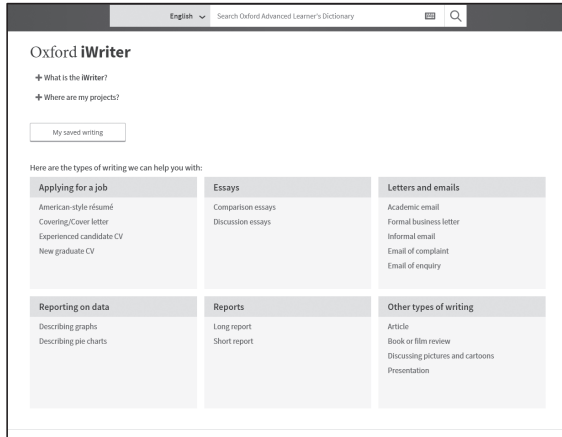 English
Search Oxford Advanced Learner's Dictionary
Oxford iWriter
+ What is the iWriter?
+ Where are my projects?
My saved writing
Here are the types of writing we can help you with:
Applying for a job
American-style résumé
Covering/Cover letter
Experienced candidate CV
New graduate CV
Essays
Comparison essays
Discussion essays
Letters and emails
Academic email
Formal business letter
Informal email
Email of complaint
Email of enquiry
Reporting on data
Describing graphs
Describing pie charts
Reports
Long report
Short report
Other types of writing
Article
Book or film review
Discussing pictures and cartoons
Presentation